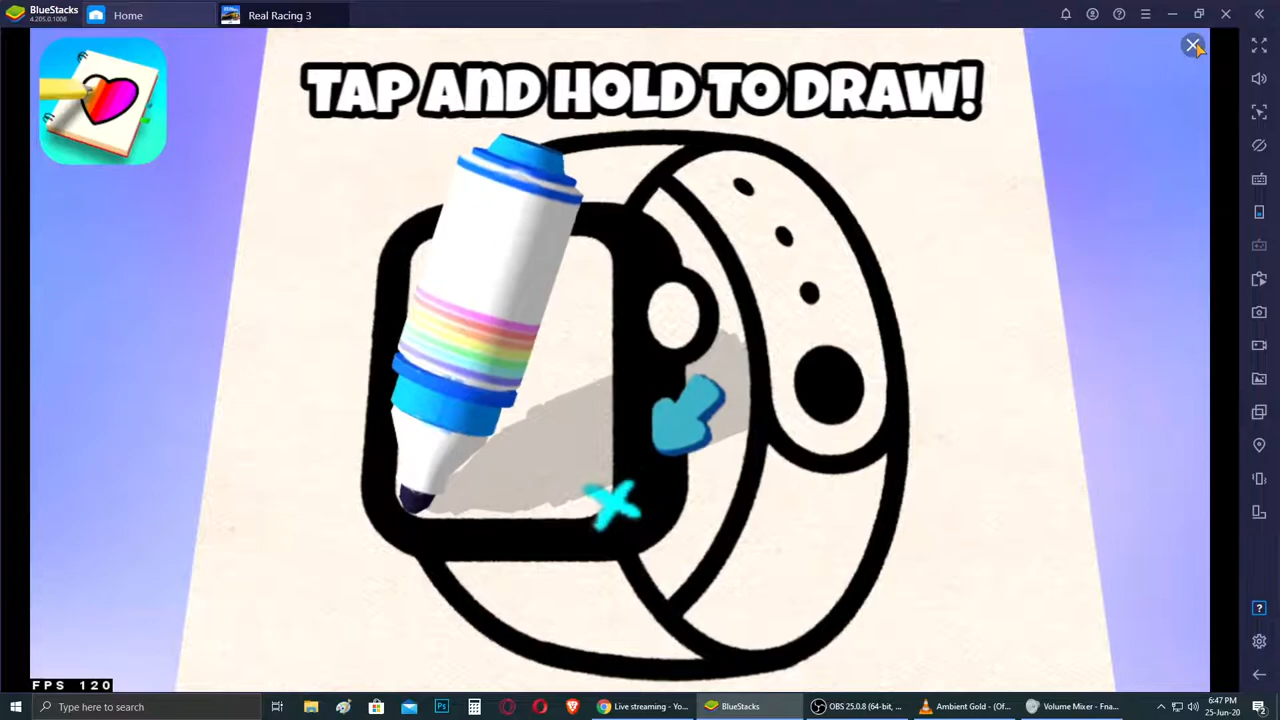 BlueStacks
4.205.0.1006
Home
Real Racing 3
TAP AND HOLD TO DRAW!
FPS 120
Type here to search
Live streaming - Yo...
BlueStacks
OBS 25.0.8 (64-bit, ...
Ambient Gold - (Of...
Volume Mixer - Fna...
6:47 PM
25-Jun-20
2